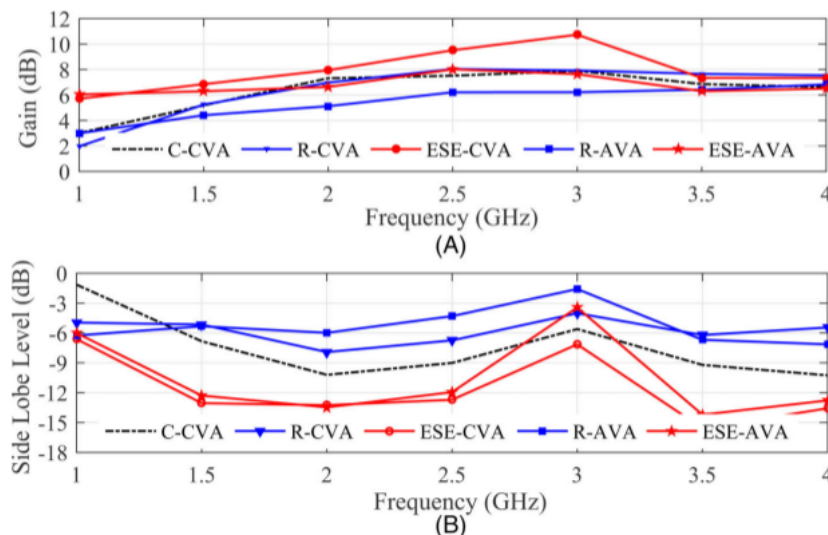 12
10
8
6
4
2
0
Gain (dB)
C-CVA R-CVA ESE-CVA R-AVA ESE-AVA
1 1.5 2 2.5 3 3.5 4
Frequency (GHz)
(A)
-0
-3
-6
-9
-12
-15
-18
Side Lobe Level (dB)
C-CVA R-CVA ESE-CVA R-AVA ESE-AVA
1 1.5 2 2.5 3 3.5 4
Frequency (GHz)
(B)